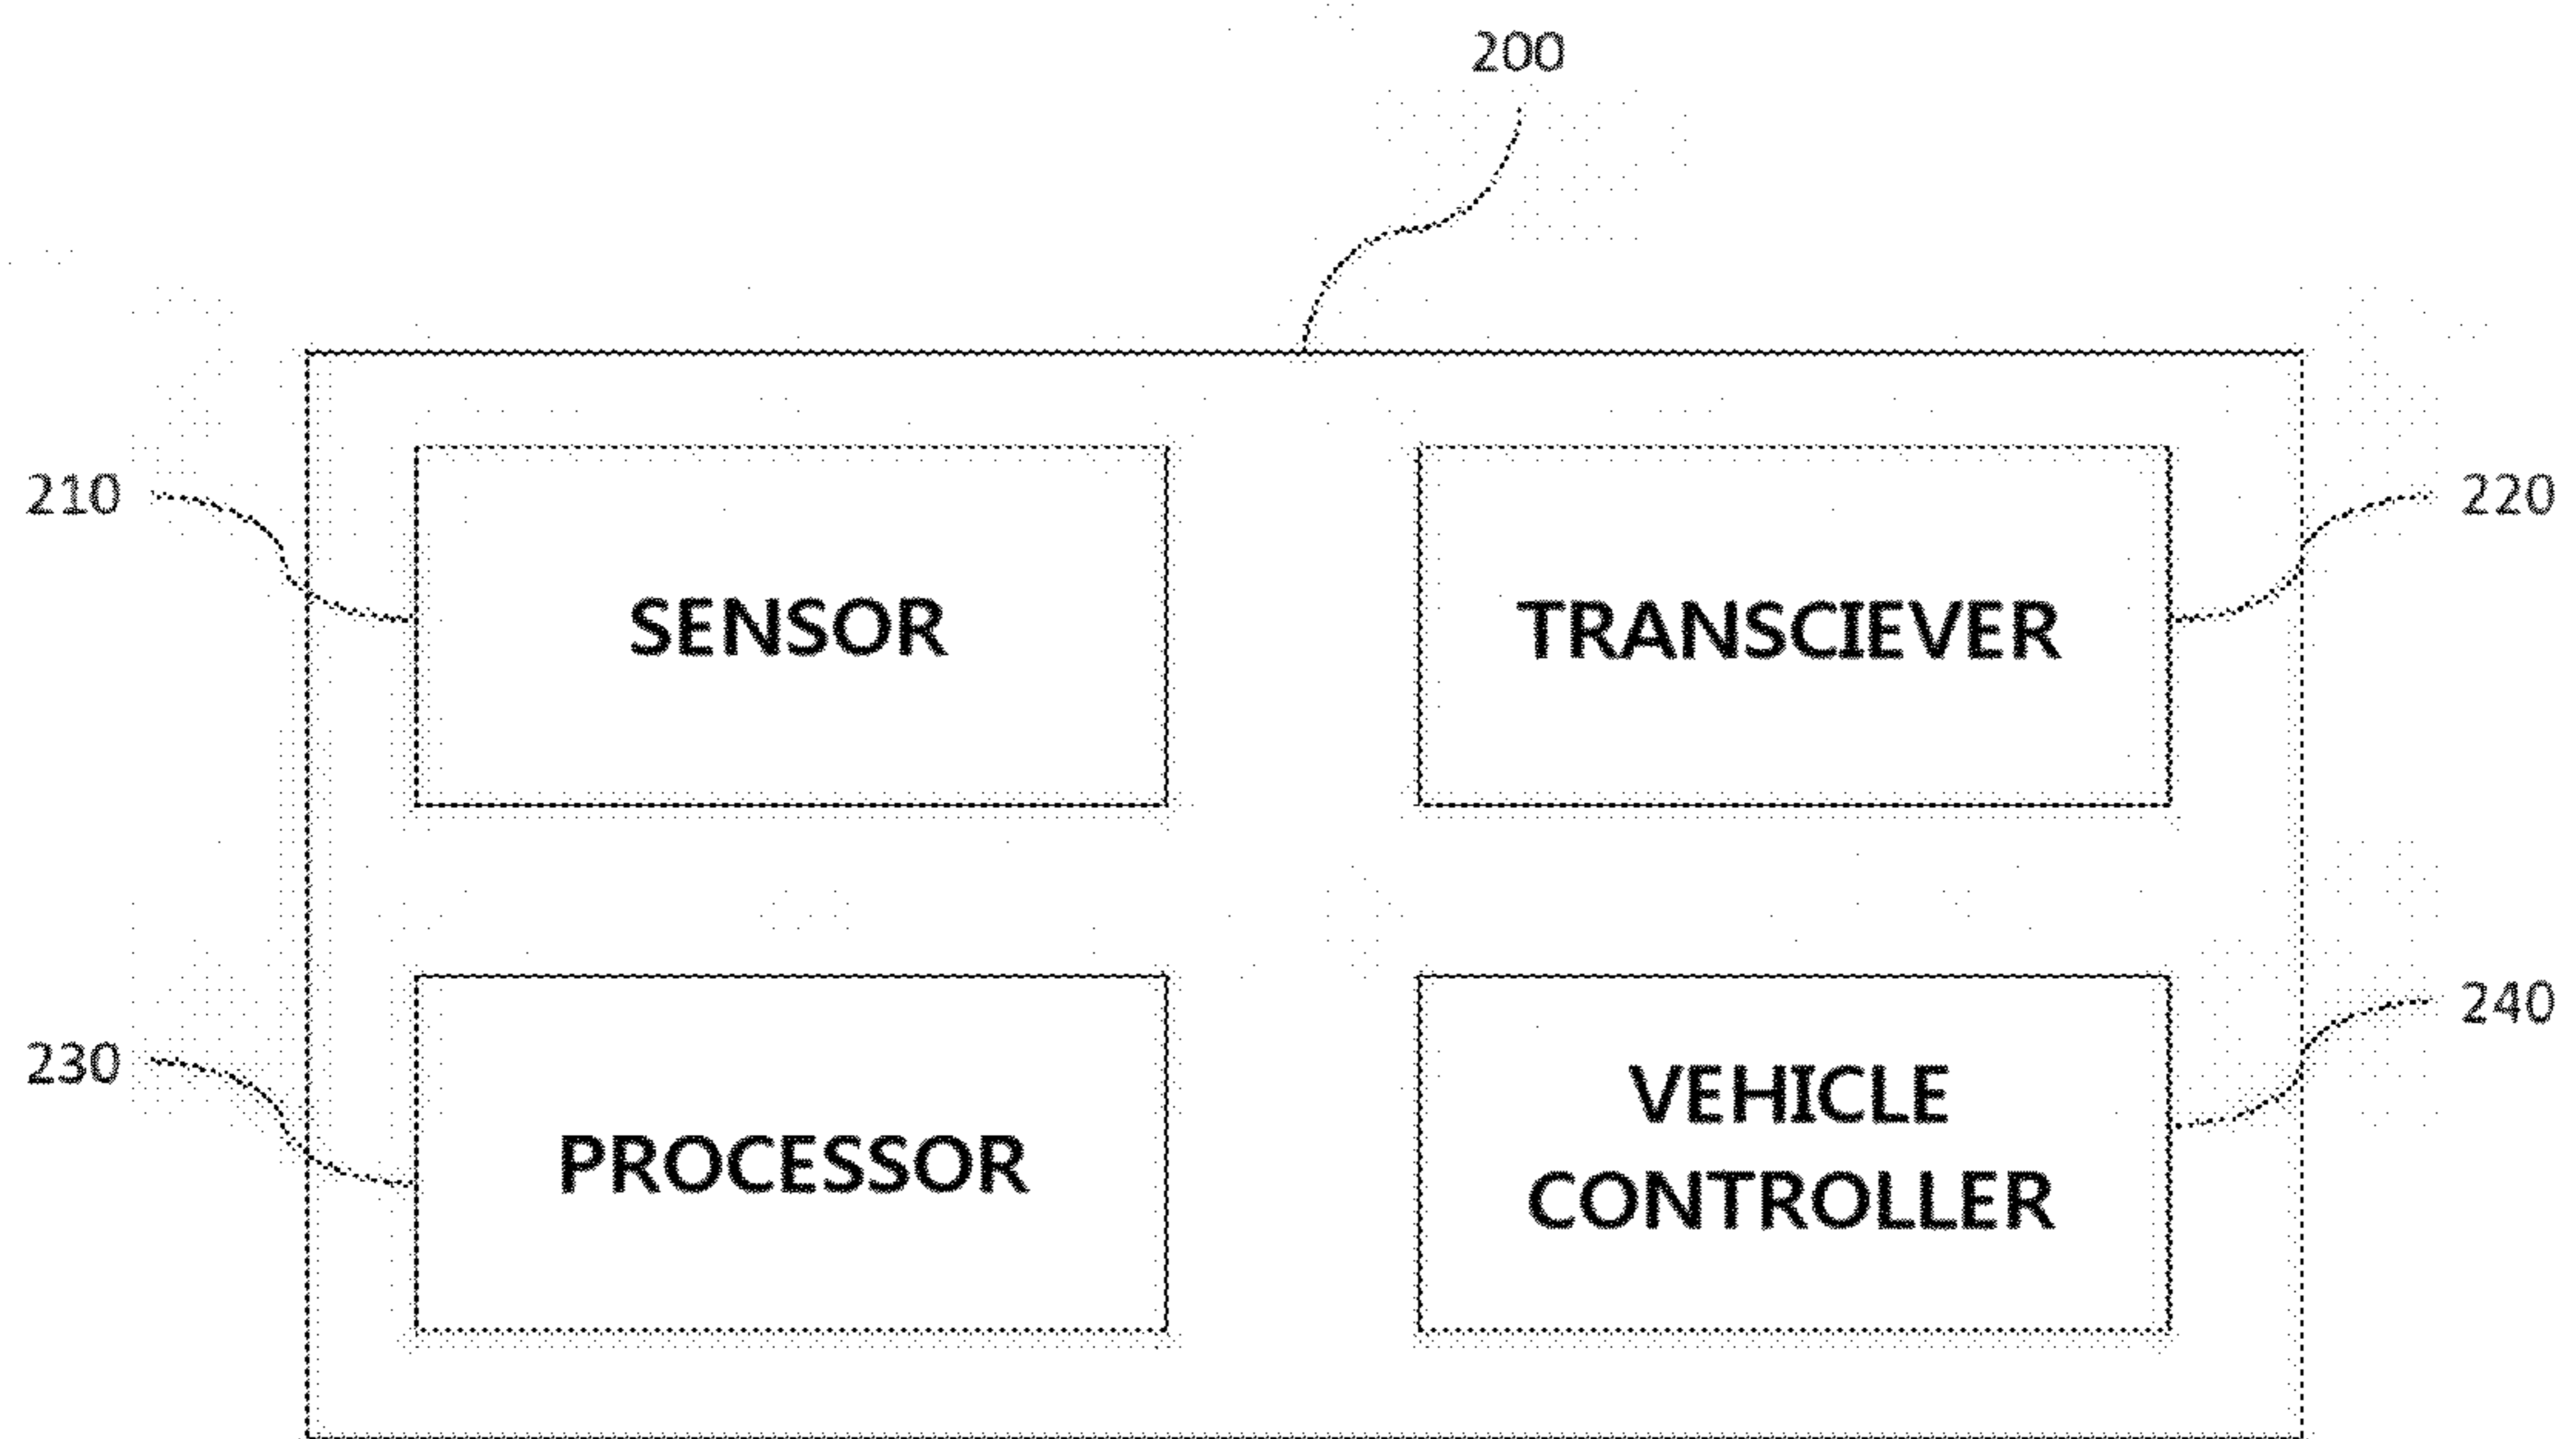 200
210
SENSOR
TRANSCIEVER
220
230
PROCESSOR
VEHICLE
CONTROLLER
240